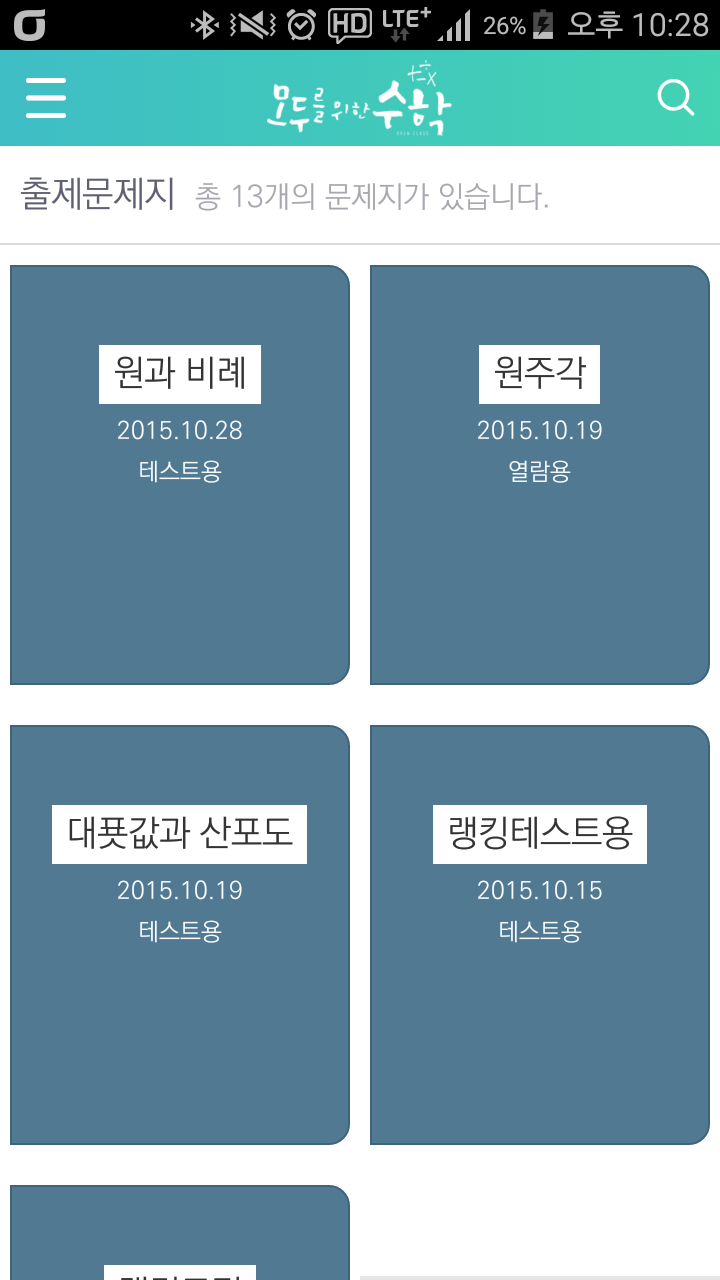 HD LTE+ 26% 오후 10:28
모두를 위한 수학
OPEN CLASS
출제문제지 총 13개의 문제지가 있습니다.
원과 비례
2015.10.28
테스트용
원주각
2015.10.19
열람용
대푯값과 산포도
2015.10.19
테스트용
랭킹테스트용
2015.10.15
테스트용